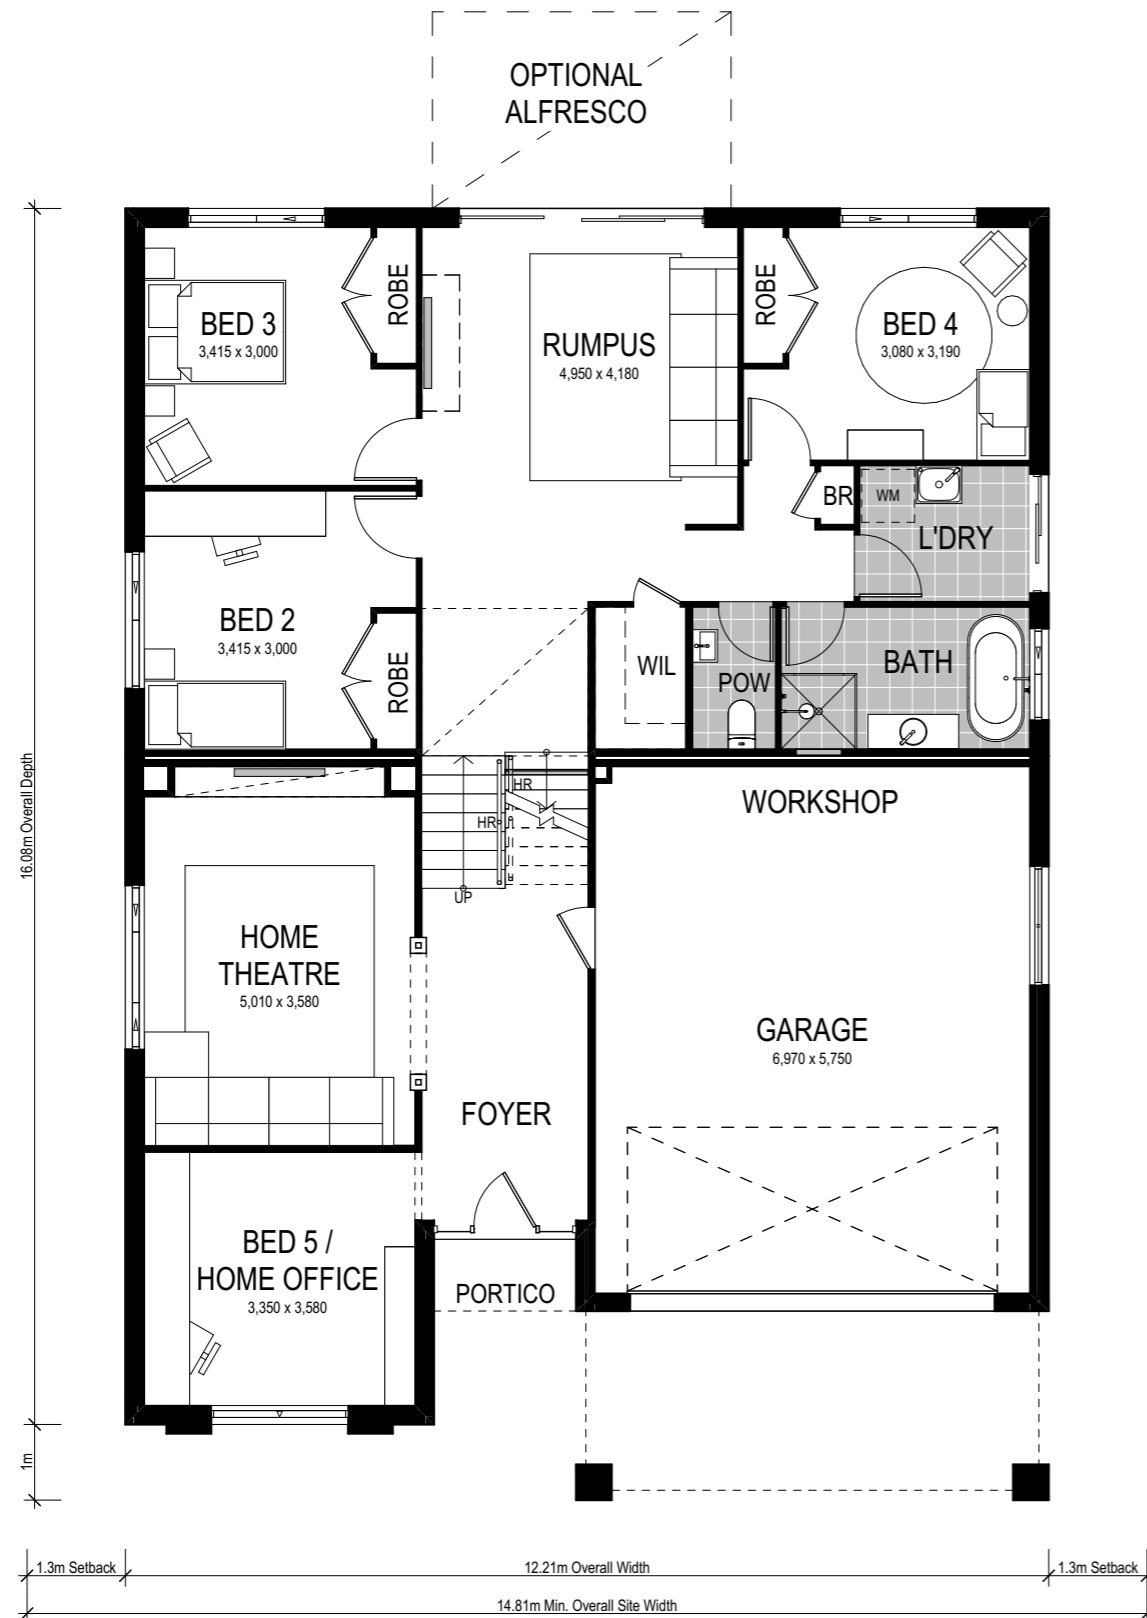 OPTIONAL
ALFRESCO
BED 3
3,415 x 3,000
ROBE
RUMPUS
4,950 x 4,180
ROBE
BED 4
3,080 x 3,190
BR
WM
L'DRY
BED 2
3,415 x 3,000
ROBE
WIL
POW
BATH
16.08m Overall Depth
HR
HR
UP
WORKSHOP
HOME
THEATRE
5,010 x 3,580
GARAGE
6,970 x 5,750
FOYER
BED 5 /
HOME OFFICE
3,350 x 3,580
PORTICO
1m
1.3m Setback
12.21m Overall Width
1.3m Setback
14.81m Min. Overall Site Width